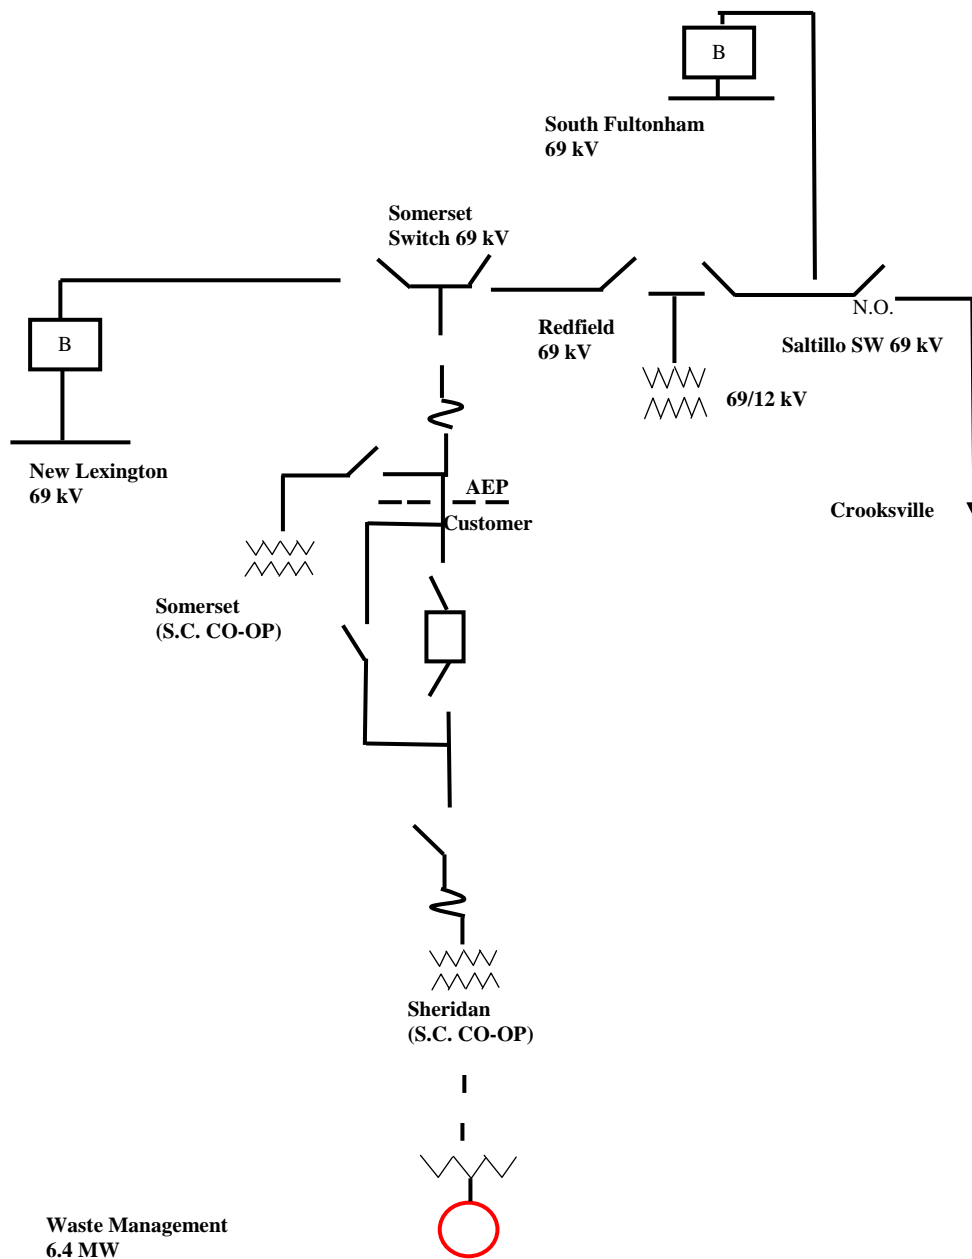 B
South Fultonham
69 kV
Somerset
Switch 69 kV
N.O.
B
Redfield
69 kV
Saltillo SW 69 kV
69/12 kV
New Lexington
69 kV
AEP
Crooksville
Customer
Somerset
(S.C. CO-OP)
Sheridan
(S.C. CO-OP)
Waste Management
6.4 MW